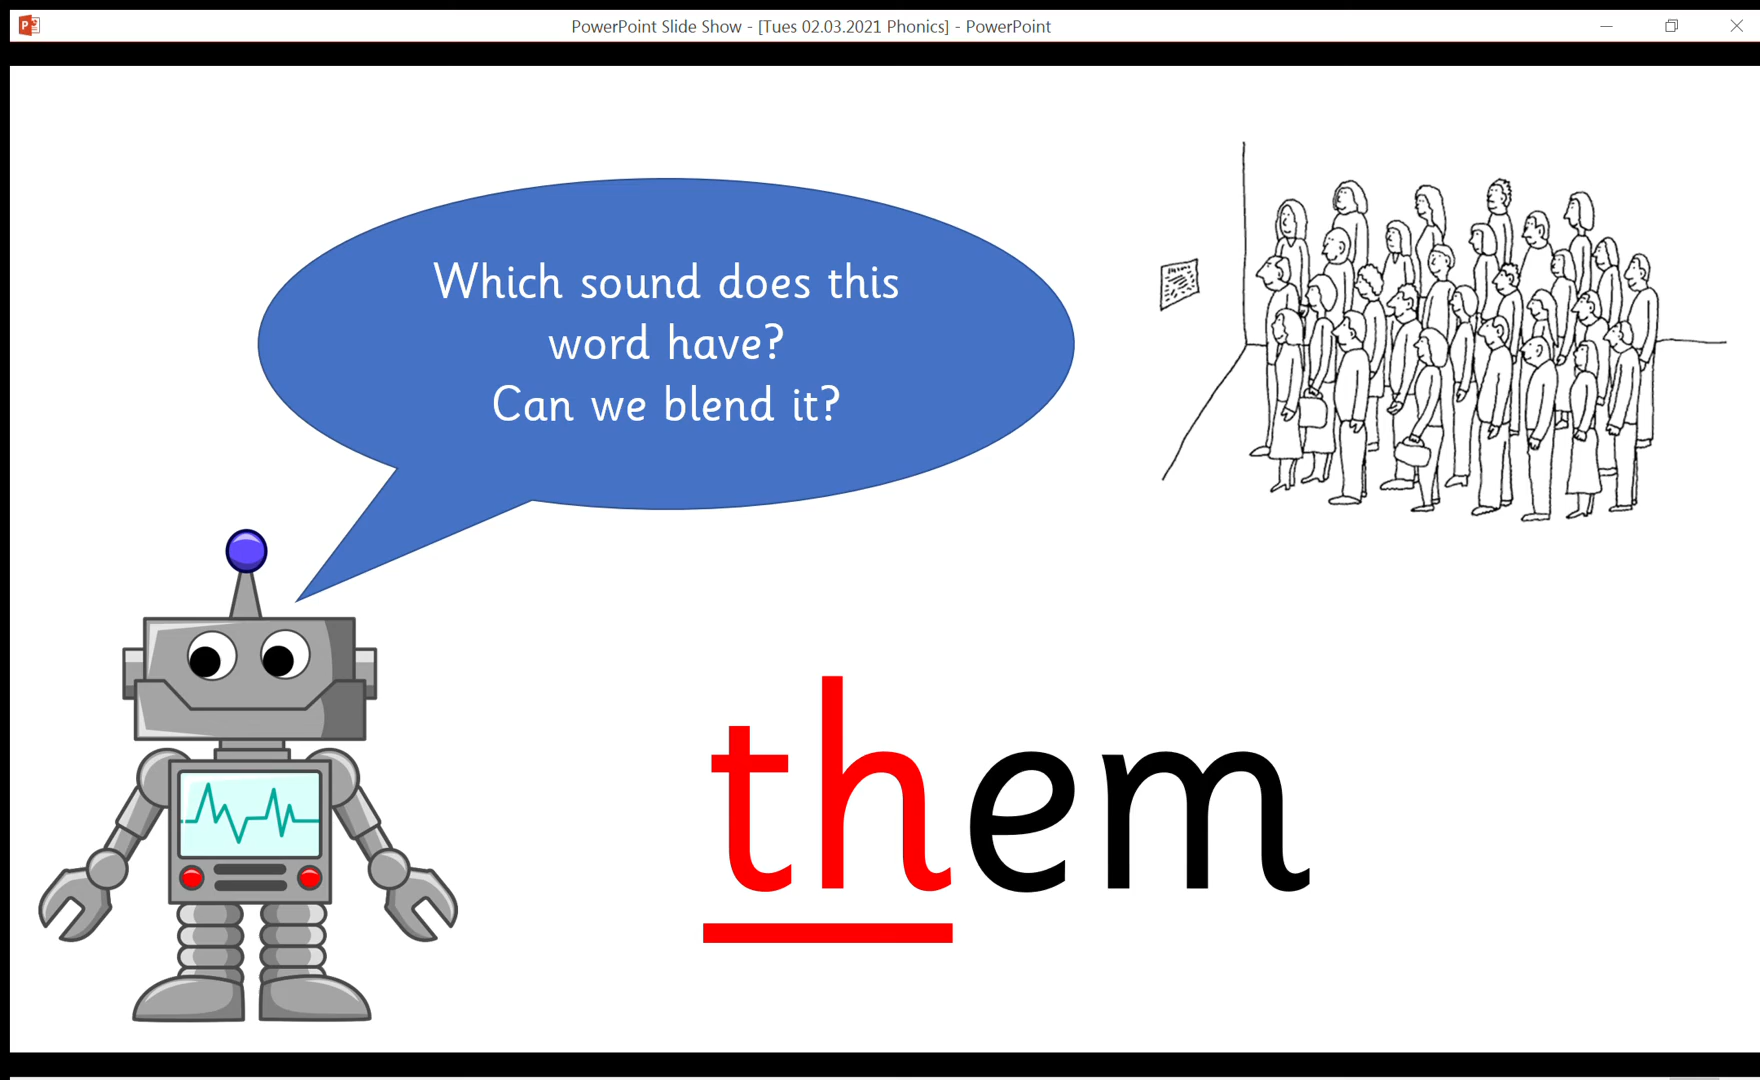 PowerPoint Slide Show - [Tues 02.03.2021 Phonics] - PowerPoint
Which sound does this
word have?
Can we blend it?
them